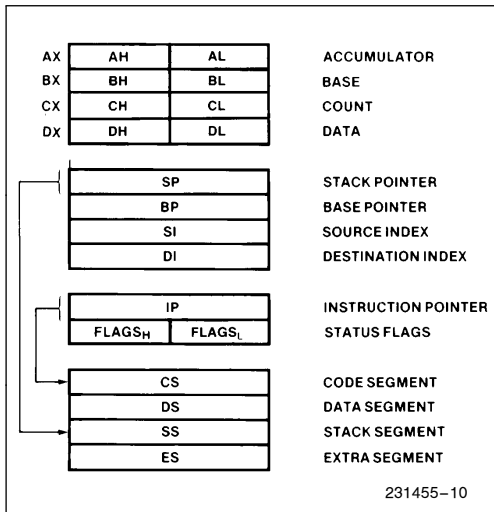 AX AH AL ACCUMULATOR
BX BH BL BASE
CX CH CL COUNT
DX DH DL DATA
SP STACK POINTER
BP BASE POINTER
SI SOURCE INDEX
DI DESTINATION INDEX
IP INSTRUCTION POINTER
FLAGSH FLAGSL STATUS FLAGS
CS CODE SEGMENT
DS DATA SEGMENT
SS STACK SEGMENT
ES EXTRA SEGMENT
231455–10